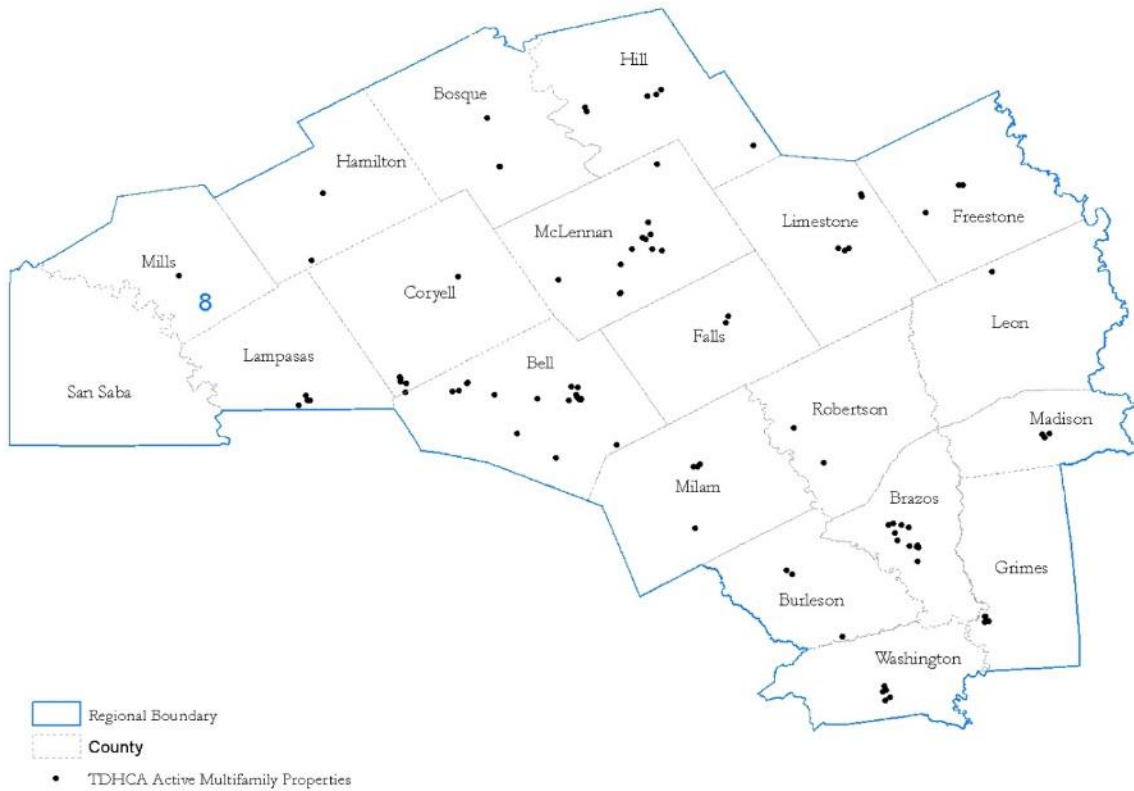 Hill
Bosque
Hamilton
Limestone
Freestone
McLennan
Mills
8
Coryell
Leon
Falls
Lampasas
Bell
San Saba
Robertson
Madison
Milam
Brazos
Grimes
Burleson
Washington
Regional Boundary
County
TDHCA Active Multifamily Properties